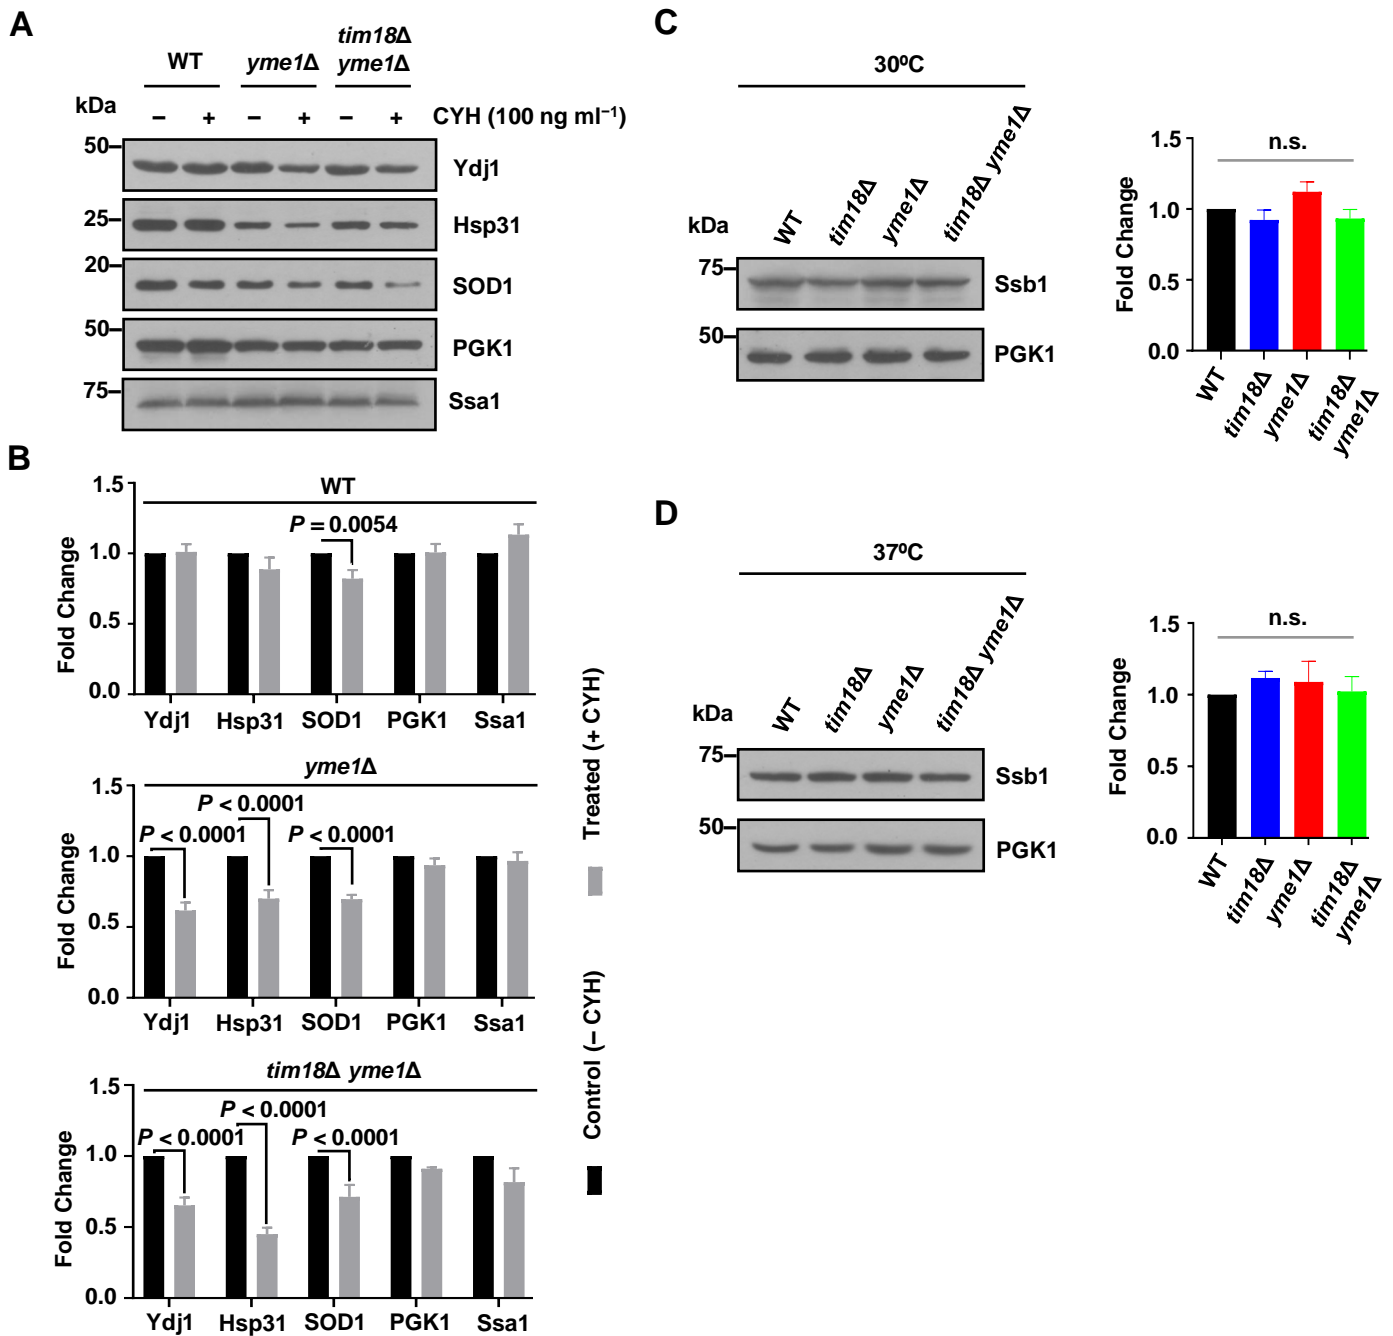 A
WT
yme1Δ
tim18Δ
yme1Δ
kDa
– + – + – + CYH (100 ng ml⁻¹)
50
Ydj1
25
Hsp31
20
SOD1
50
PGK1
75
Ssa1
B
WT
1.5
1.0
0.5
0.0
Fold Change
P = 0.0054
Ydj1 Hsp31 SOD1 PGK1 Ssa1
yme1Δ
1.5
1.0
0.5
0.0
Fold Change
P < 0.0001
P < 0.0001
P < 0.0001
Ydj1 Hsp31 SOD1 PGK1 Ssa1
tim18Δ yme1Δ
1.5
1.0
0.5
0.0
Fold Change
P < 0.0001
P < 0.0001
P < 0.0001
Ydj1 Hsp31 SOD1 PGK1 Ssa1
Control (– CYH)
Treated (+ CYH)
C
30ºC
kDa
WT
tim18Δ
yme1Δ
tim18Δ yme1Δ
75
Ssb1
50
PGK1
1.5
1.0
0.5
0.0
Fold Change
n.s.
WT
tim18Δ
yme1Δ
tim18Δ
yme1Δ
D
37ºC
kDa
WT
tim18Δ
yme1Δ
tim18Δ yme1Δ
75
Ssb1
50
PGK1
1.5
1.0
0.5
0.0
Fold Change
n.s.
WT
tim18Δ
yme1Δ
tim18Δ
yme1Δ